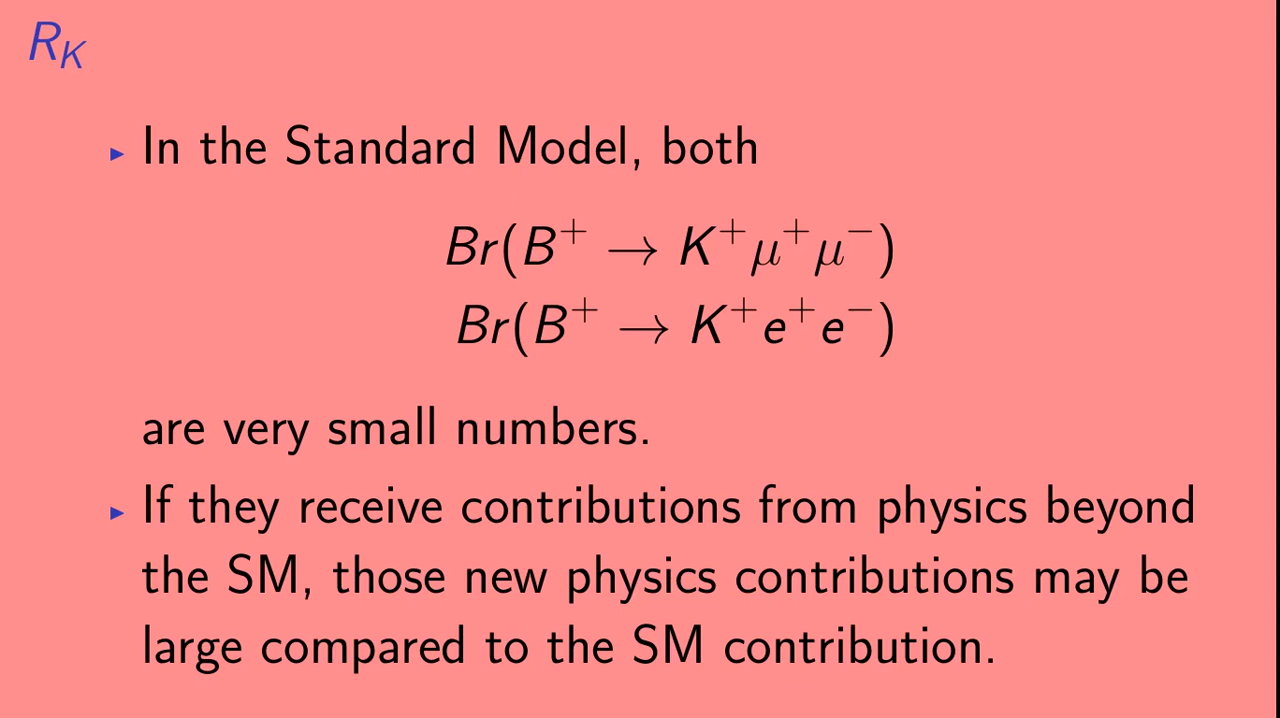 R_K
▸ In the Standard Model, both
Br(B⁺ → K⁺μ⁺μ⁻)
Br(B⁺ → K⁺e⁺e⁻)
are very small numbers.
▸ If they receive contributions from physics beyond
the SM, those new physics contributions may be
large compared to the SM contribution.